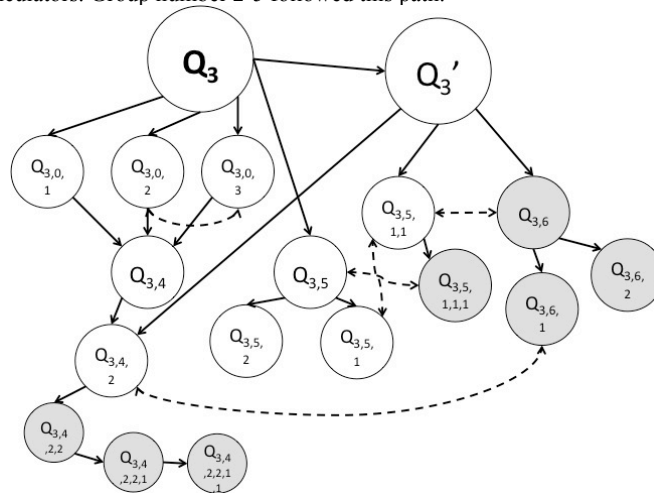 culators. Group number 2-3 followed this path.
Q3
Q3’
Q3,0,
1
Q3,0,
2
Q3,0,
3
Q3,5,
1,1
Q3,6
Q3,4
Q3,5
Q3,5,
1,1,1
Q3,6,
2
Q3,6,
1
Q3,5,
2
Q3,5,
1
Q3,4,
2
Q3,4
,2,2
Q3,4
,2,2,1
Q3,4
,2,2,1
,1